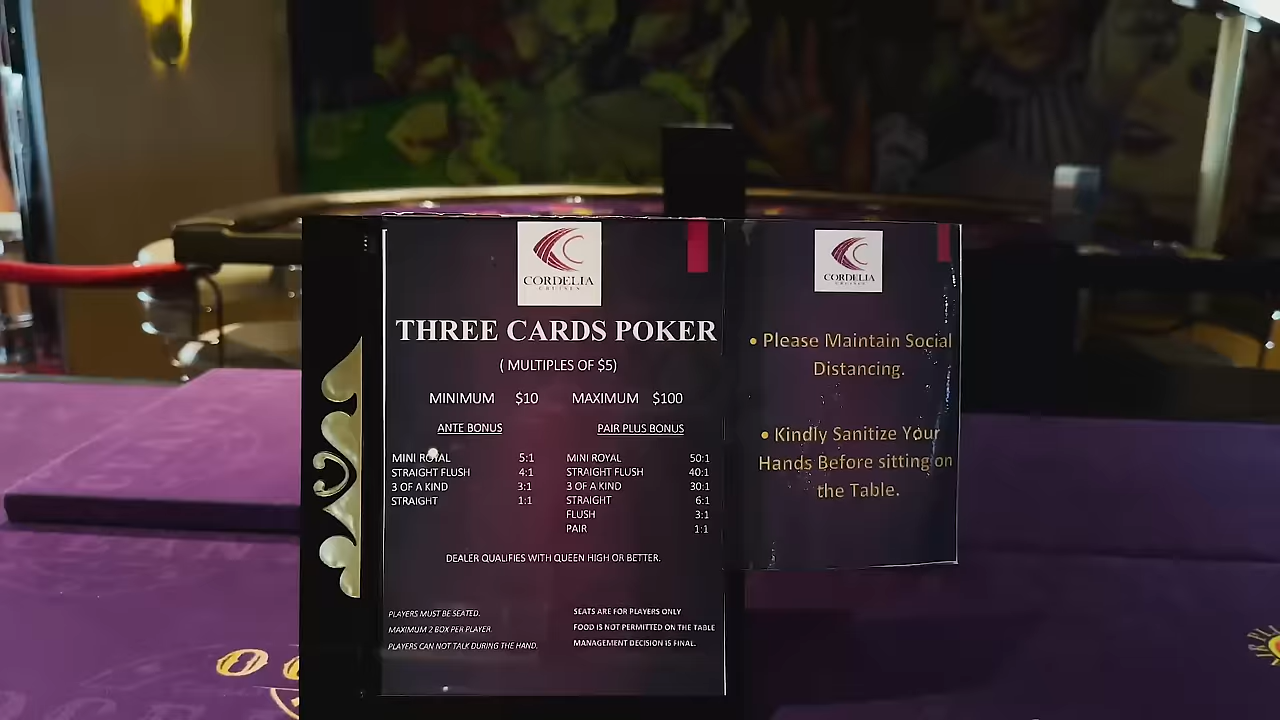 CORDELIA
CRUISES
THREE CARDS POKER
( MULTIPLES OF $5)
MINIMUM $10 MAXIMUM $100
ANTE BONUS
MINI ROYAL 5:1
STRAIGHT FLUSH 4:1
3 OF A KIND 3:1
STRAIGHT 1:1
PAIR PLUS BONUS
MINI ROYAL 50:1
STRAIGHT FLUSH 40:1
3 OF A KIND 30:1
STRAIGHT 6:1
FLUSH 3:1
PAIR 1:1
DEALER QUALIFIES WITH QUEEN HIGH OR BETTER.
PLAYERS MUST BE SEATED.
MAXIMUM 2 BOX PER PLAYER.
PLAYERS CAN NOT TALK DURING THE HAND.
SEATS ARE FOR PLAYERS ONLY
FOOD IS NOT PERMITTED ON THE TABLE
MANAGEMENT DECISION IS FINAL.
CORDELIA
CRUISES
• Please Maintain Social
Distancing.
• Kindly Sanitize Your
Hands Before sitting on
the Table.